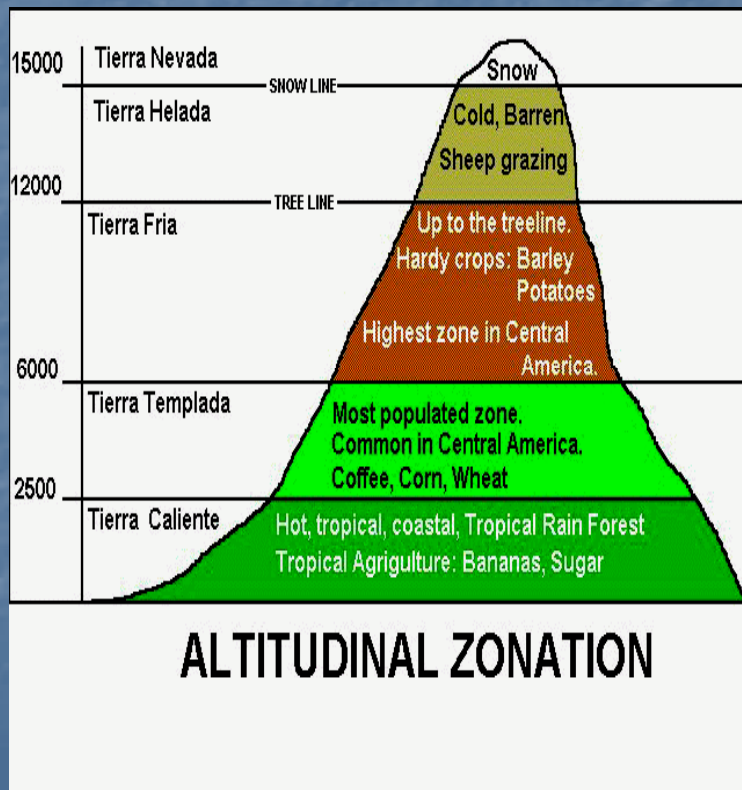 15000
Tierra Nevada
Snow
SNOW LINE
Tierra Helada
Cold, Barren
Sheep grazing
12000
TREE LINE
Tierra Fria
Up to the treeline.
Hardy crops: Barley
Potatoes
Highest zone in Central
America.
6000
Tierra Templada
Most populated zone.
Common in Central America.
Coffee, Corn, Wheat
2500
Tierra Caliente
Hot, tropical, coastal, Tropical Rain Forest
Tropical Agrigulture: Bananas, Sugar
ALTITUDINAL ZONATION